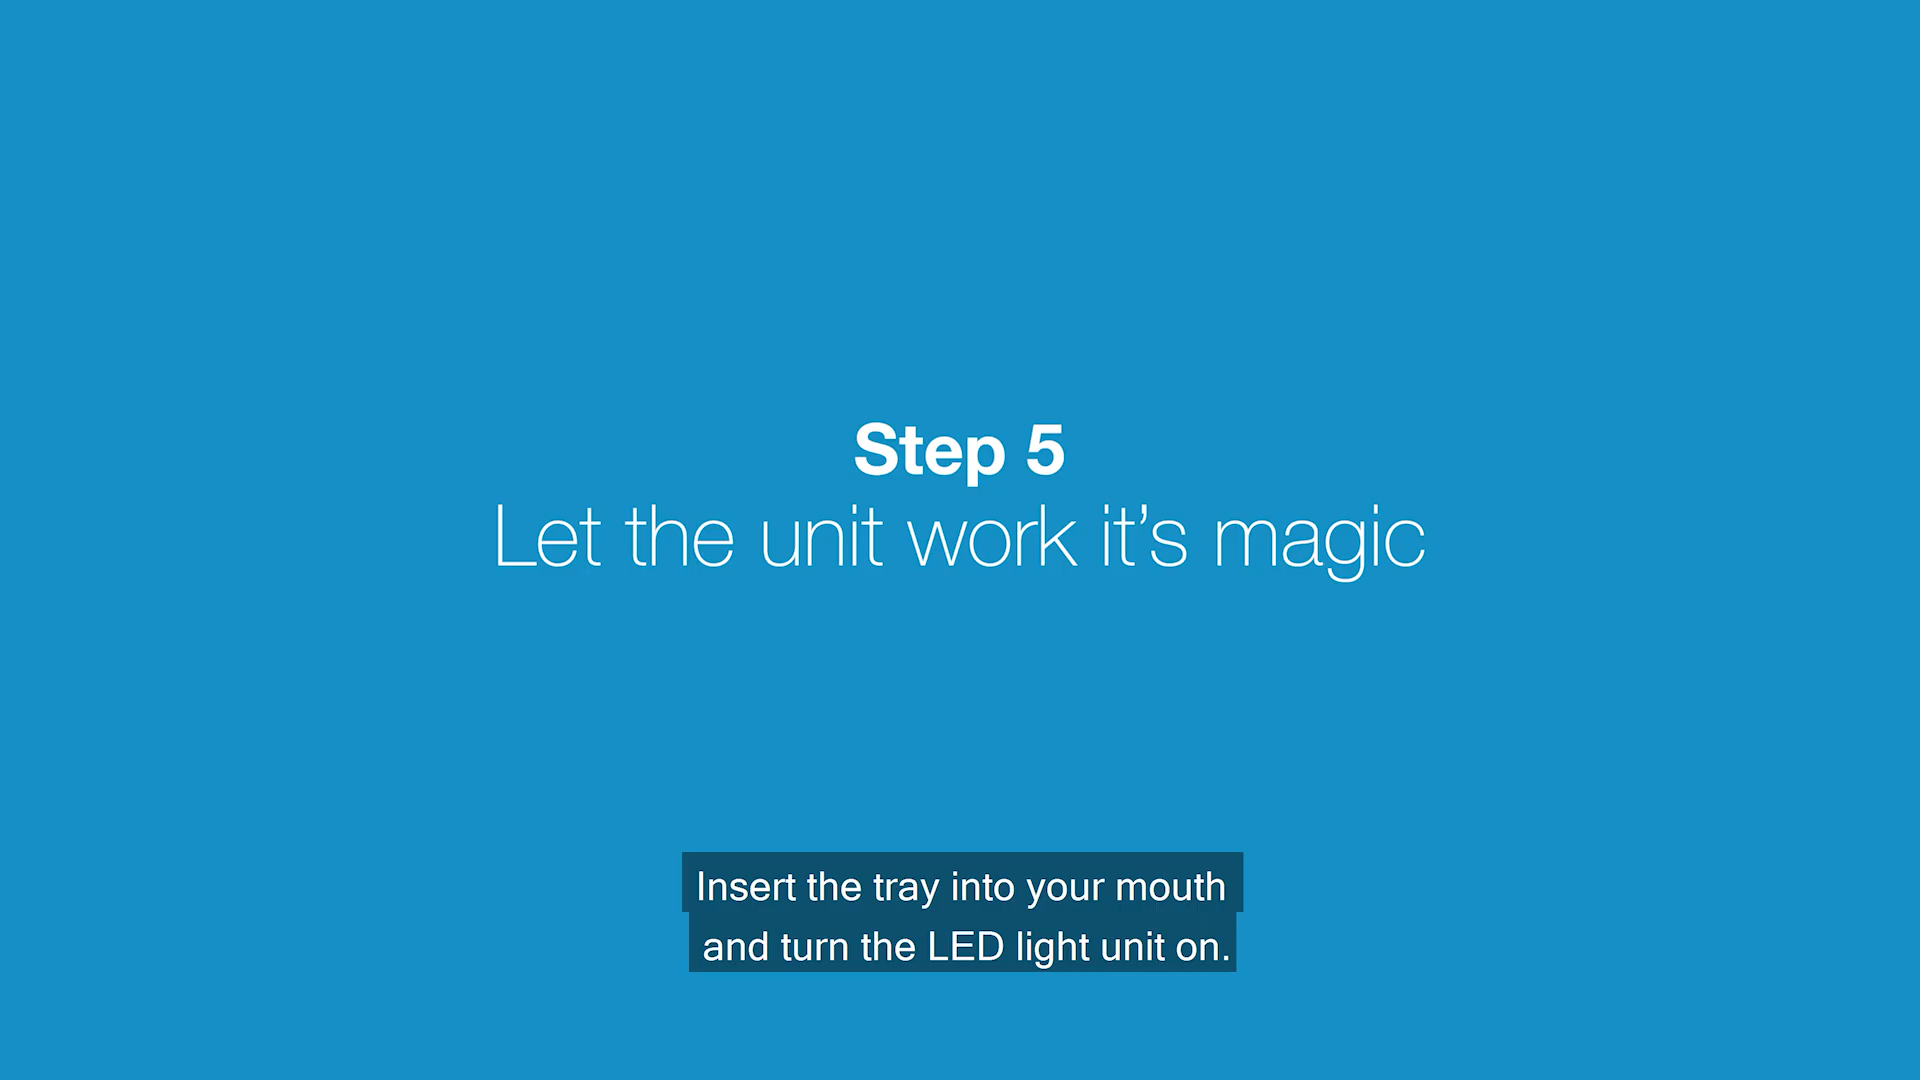 Step 5
Let the unit work it’s magic
Insert the tray into your mouth
and turn the LED light unit on.